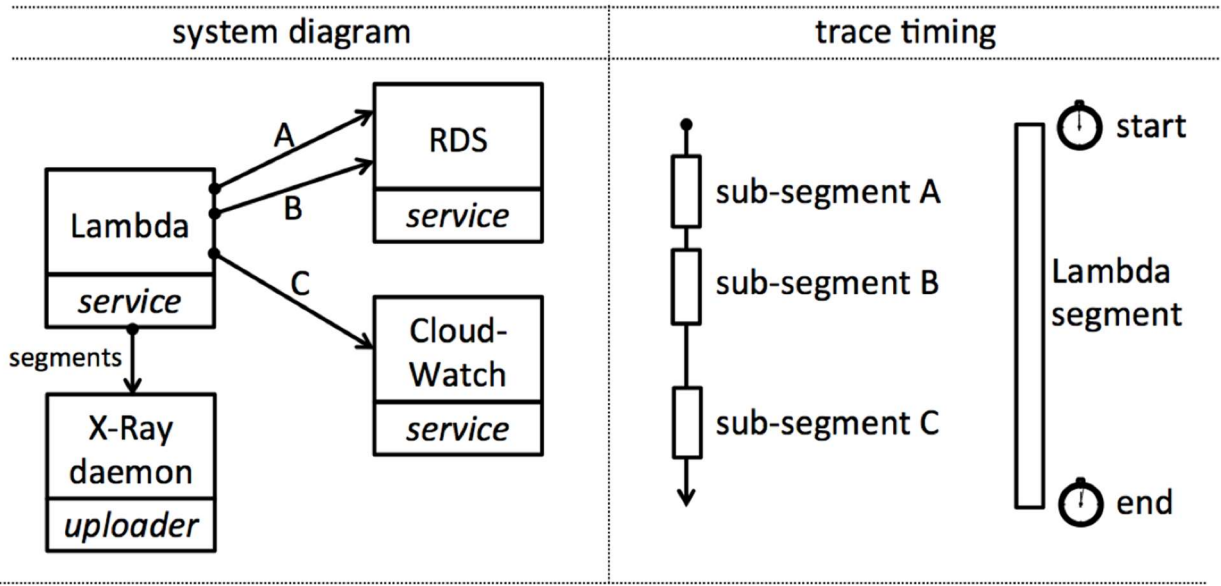 system diagram
trace timing
A
B
C
RDS
service
Lambda
service
segments
X-Ray
daemon
uploader
Cloud-
Watch
service
sub-segment A
sub-segment B
sub-segment C
start
Lambda
segment
end